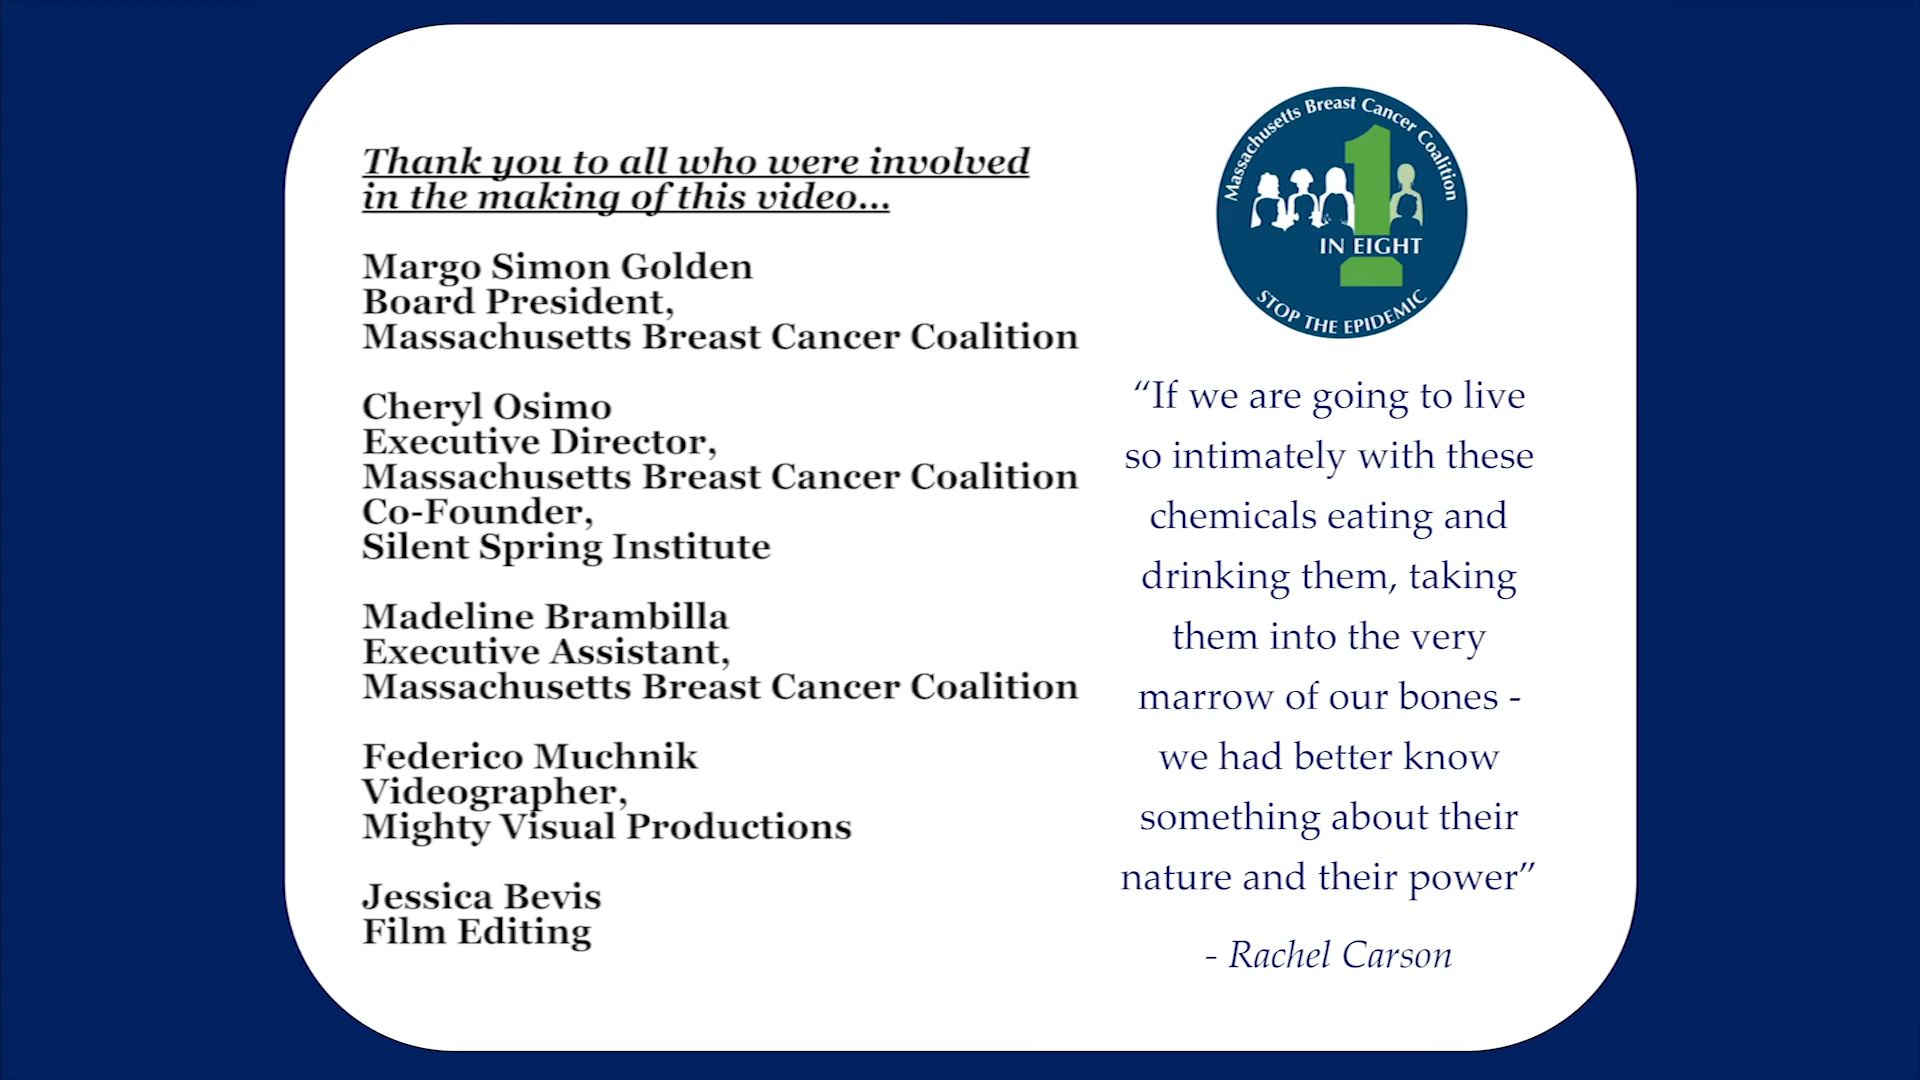 Thank you to all who were involved
in the making of this video...
Margo Simon Golden
Board President,
Massachusetts Breast Cancer Coalition
Cheryl Osimo
Executive Director,
Massachusetts Breast Cancer Coalition
Co-Founder,
Silent Spring Institute
Madeline Brambilla
Executive Assistant,
Massachusetts Breast Cancer Coalition
Federico Muchnik
Videographer,
Mighty Visual Productions
Jessica Bevis
Film Editing
Massachusetts Breast Cancer Coalition
1
IN EIGHT
STOP THE EPIDEMIC
“If we are going to live
so intimately with these
chemicals eating and
drinking them, taking
them into the very
marrow of our bones -
we had better know
something about their
nature and their power”
- Rachel Carson